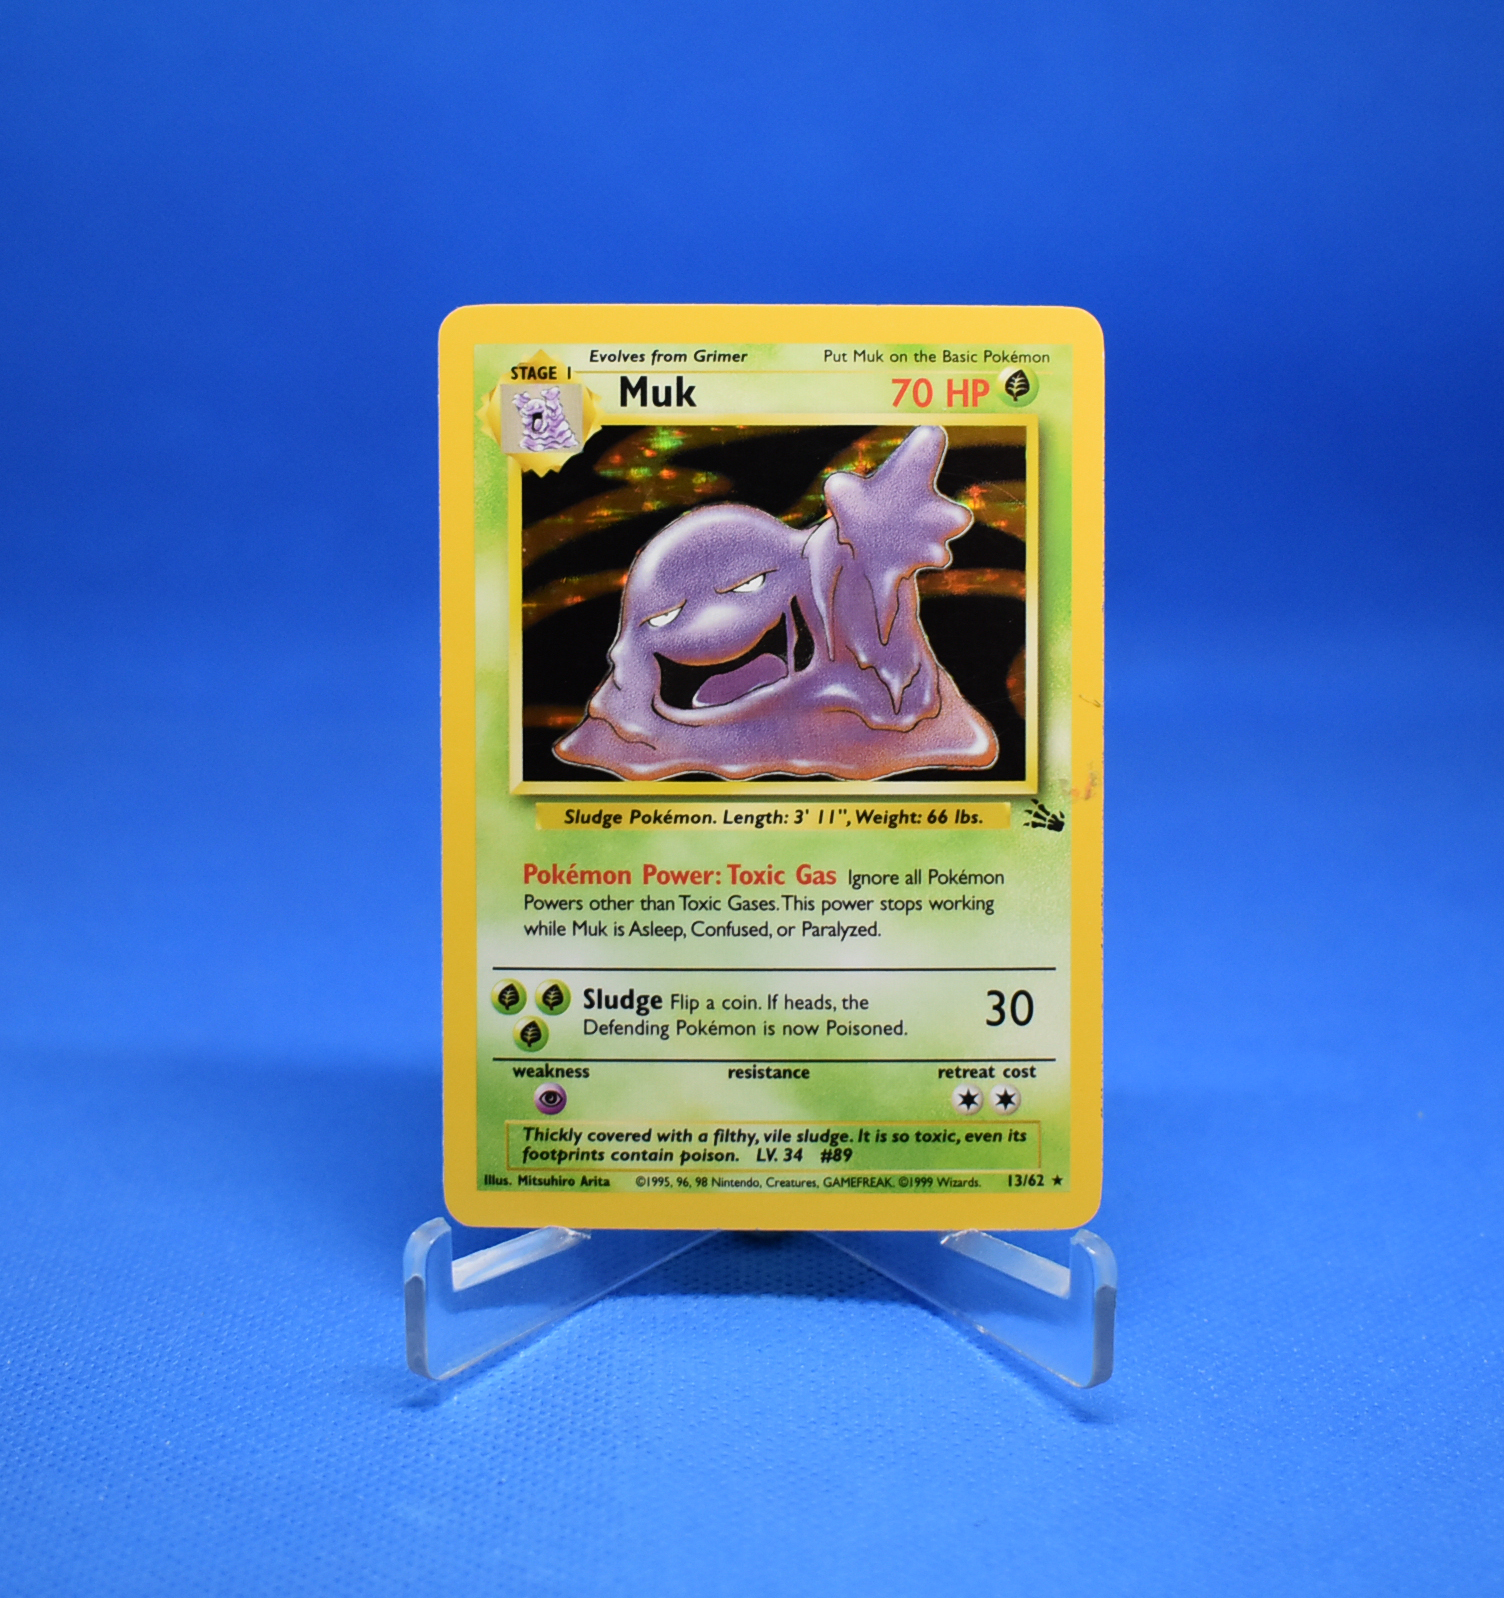 Evolves from Grimer Put Muk on the Basic Pokémon
STAGE 1
Muk 70 HP
Sludge Pokémon. Length: 3' 11", Weight: 66 lbs.
Pokémon Power: Toxic Gas Ignore all Pokémon
Powers other than Toxic Gases. This power stops working
while Muk is Asleep, Confused, or Paralyzed.
Sludge Flip a coin. If heads, the
Defending Pokémon is now Poisoned.
30
weakness resistance retreat cost
Thickly covered with a filthy, vile sludge. It is so toxic, even its
footprints contain poison. LV. 34 #89
Illus. Mitsuhiro Arita ©1995, 96, 98 Nintendo, Creatures, GAMEFREAK. ©1999 Wizards. 13/62 ★